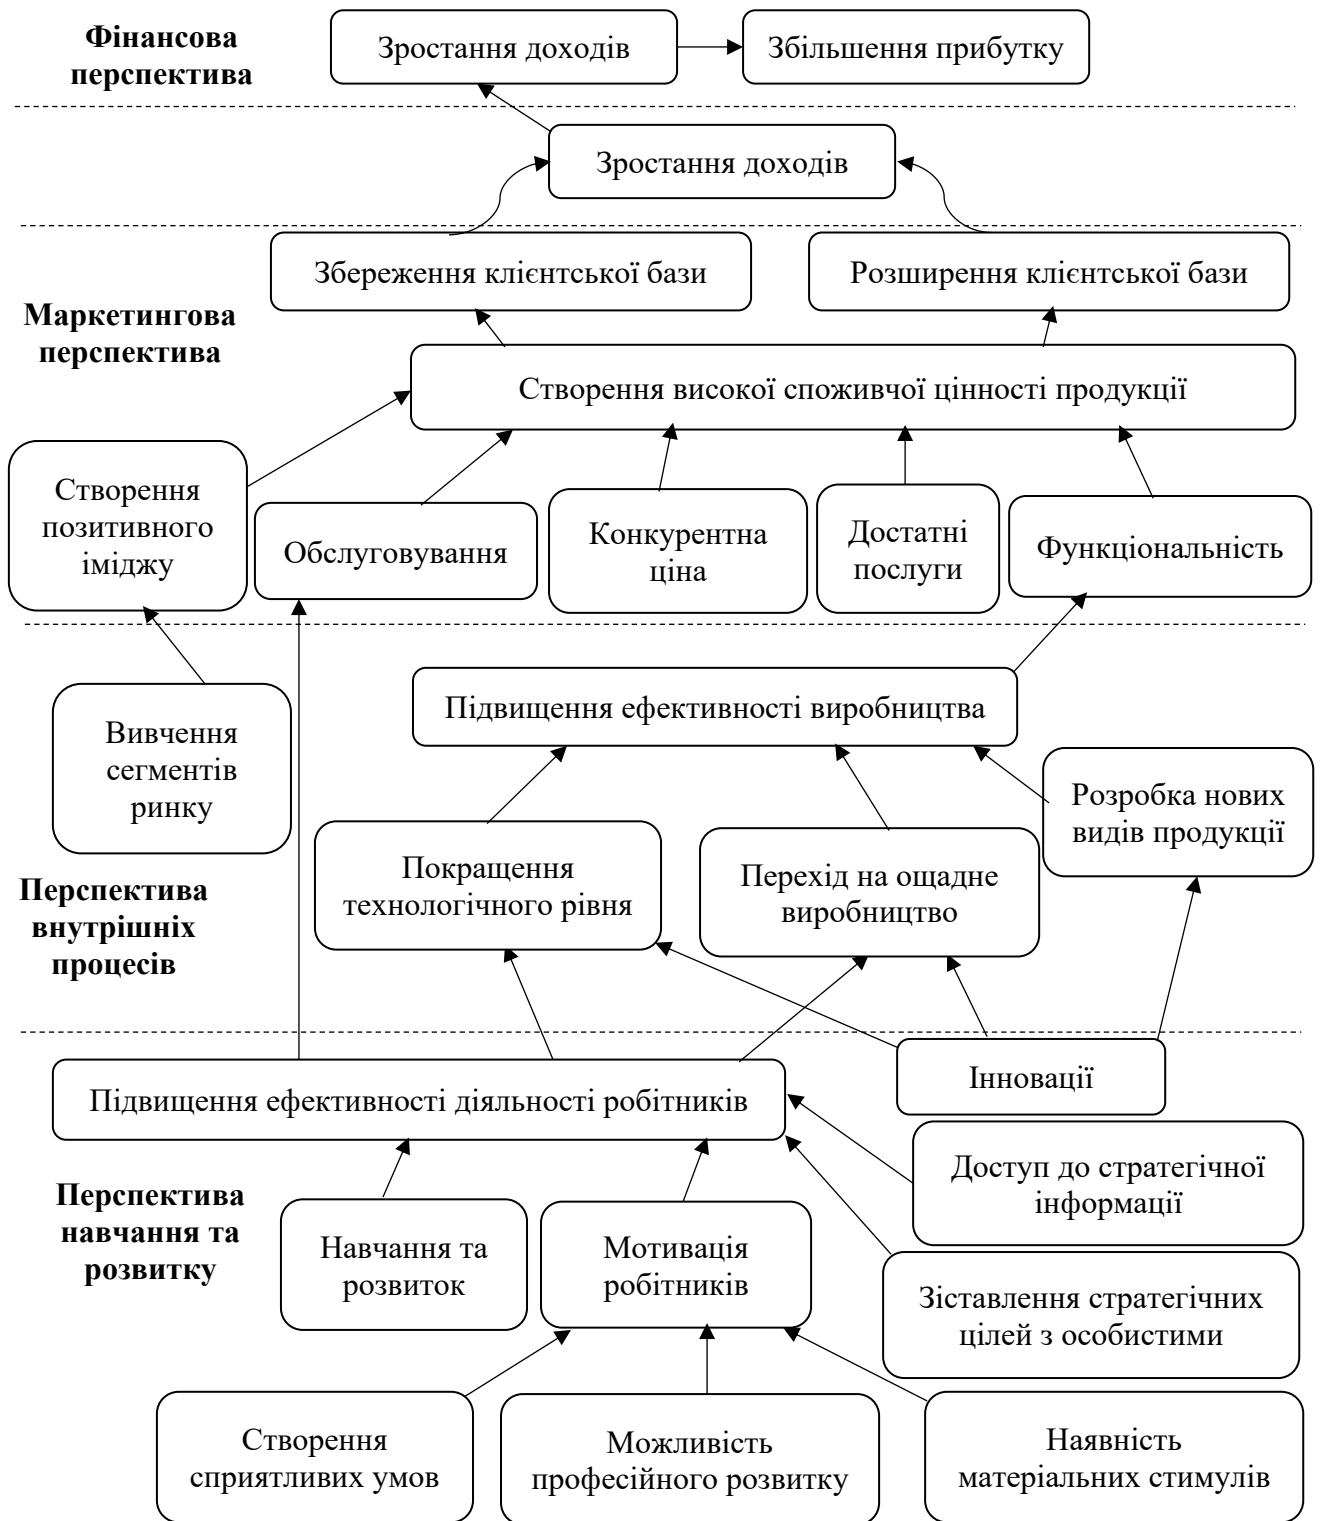 Фінансова
перспектива
Зростання доходів
Збільшення прибутку
Зростання доходів
Збереження клієнтської бази
Розширення клієнтської бази
Маркетингова
перспектива
Створення високої споживчої цінності продукції
Створення
позитивного
іміджу
Обслуговування
Конкурентна
ціна
Достатні
послуги
Функціональність
Вивчення
сегментів
ринку
Підвищення ефективності виробництва
Розробка нових
видів продукції
Покращення
технологічного рівня
Перехід на ощадне
виробництво
Перспектива
внутрішніх
процесів
Інновації
Підвищення ефективності діяльності робітників
Доступ до стратегічної
інформації
Перспектива
навчання та
розвитку
Навчання та
розвиток
Мотивація
робітників
Зіставлення стратегічних
цілей з особистими
Створення
сприятливих умов
Можливість
професійного розвитку
Наявність
матеріальних стимулів